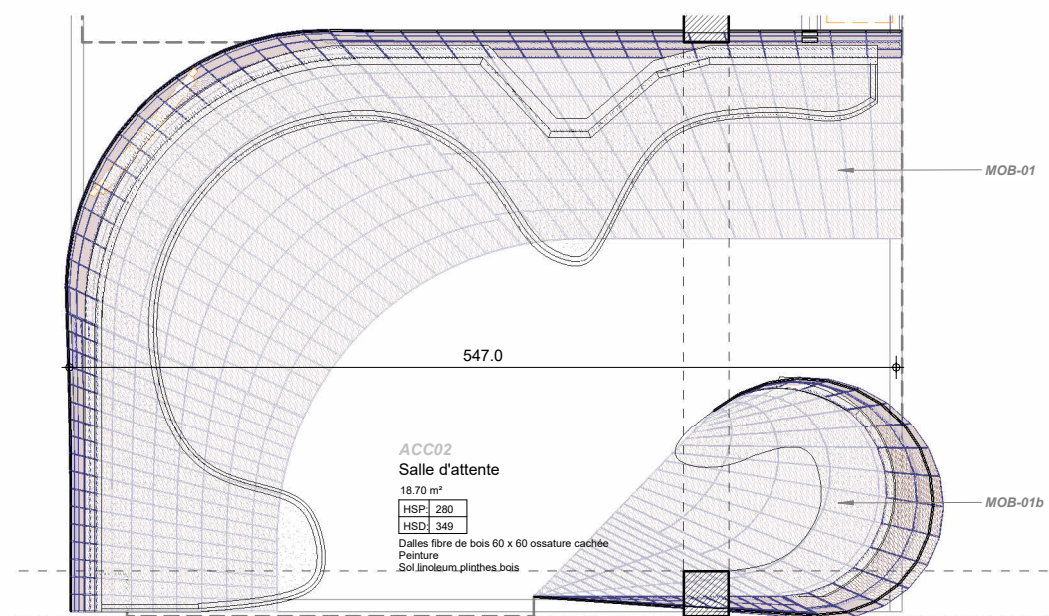 MOB-01
547.0
ACC02
Salle d'attente
18.70 m²
HSP: 280
HSD: 349
MOB-01b
Dalles fibre de bois 60 x 60 ossature cachée
Peinture
Sol linoleum plinthes bois